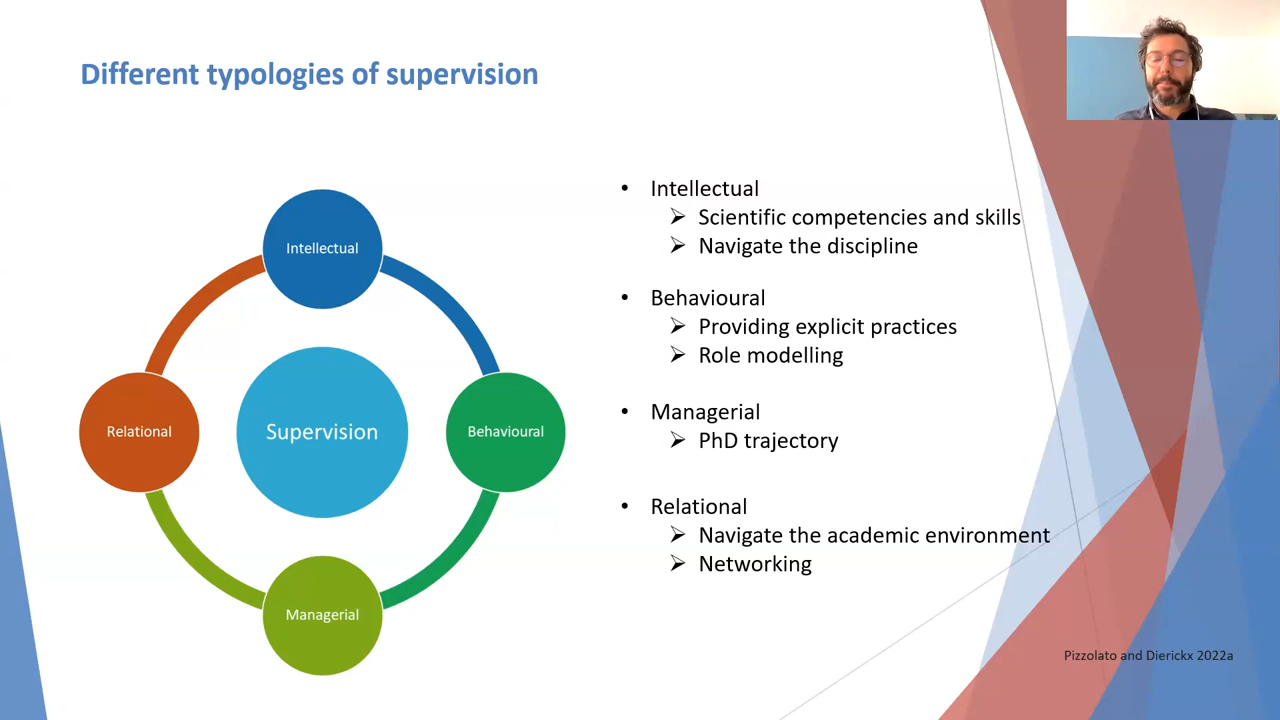 Different typologies of supervision
Intellectual
Relational
Supervision
Behavioural
Managerial
• Intellectual
➢ Scientific competencies and skills
➢ Navigate the discipline
• Behavioural
➢ Providing explicit practices
➢ Role modelling
• Managerial
➢ PhD trajectory
• Relational
➢ Navigate the academic environment
➢ Networking
Pizzolato and Dierickx 2022a